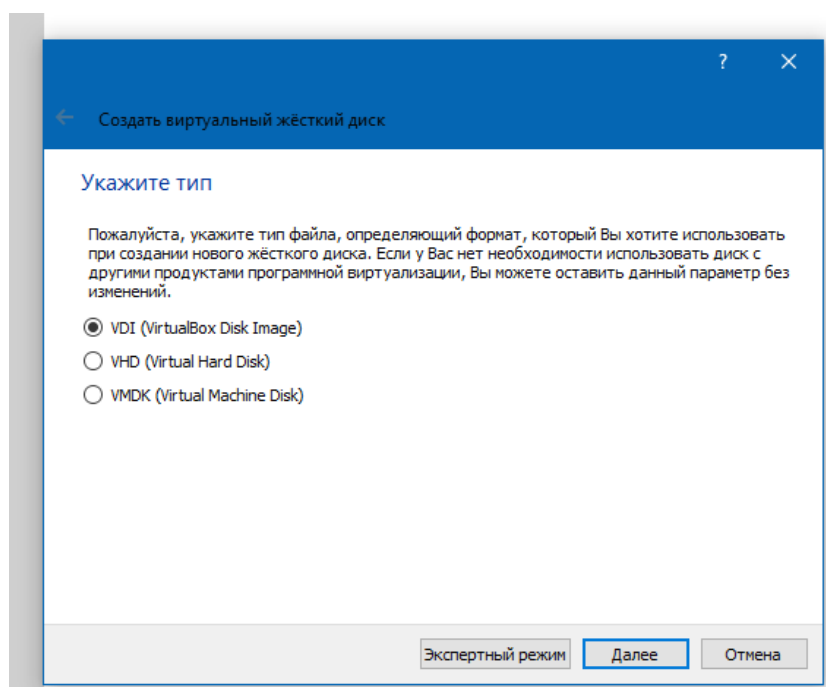 ?
Создать виртуальный жёсткий диск
Укажите тип
Пожалуйста, укажите тип файла, определяющий формат, который Вы хотите использовать
при создании нового жёсткого диска. Если у Вас нет необходимости использовать диск с
другими продуктами программной виртуализации, Вы можете оставить данный параметр без
изменений.
VDI (VirtualBox Disk Image)
VHD (Virtual Hard Disk)
VMDK (Virtual Machine Disk)
Экспертный режим Далее Отмена